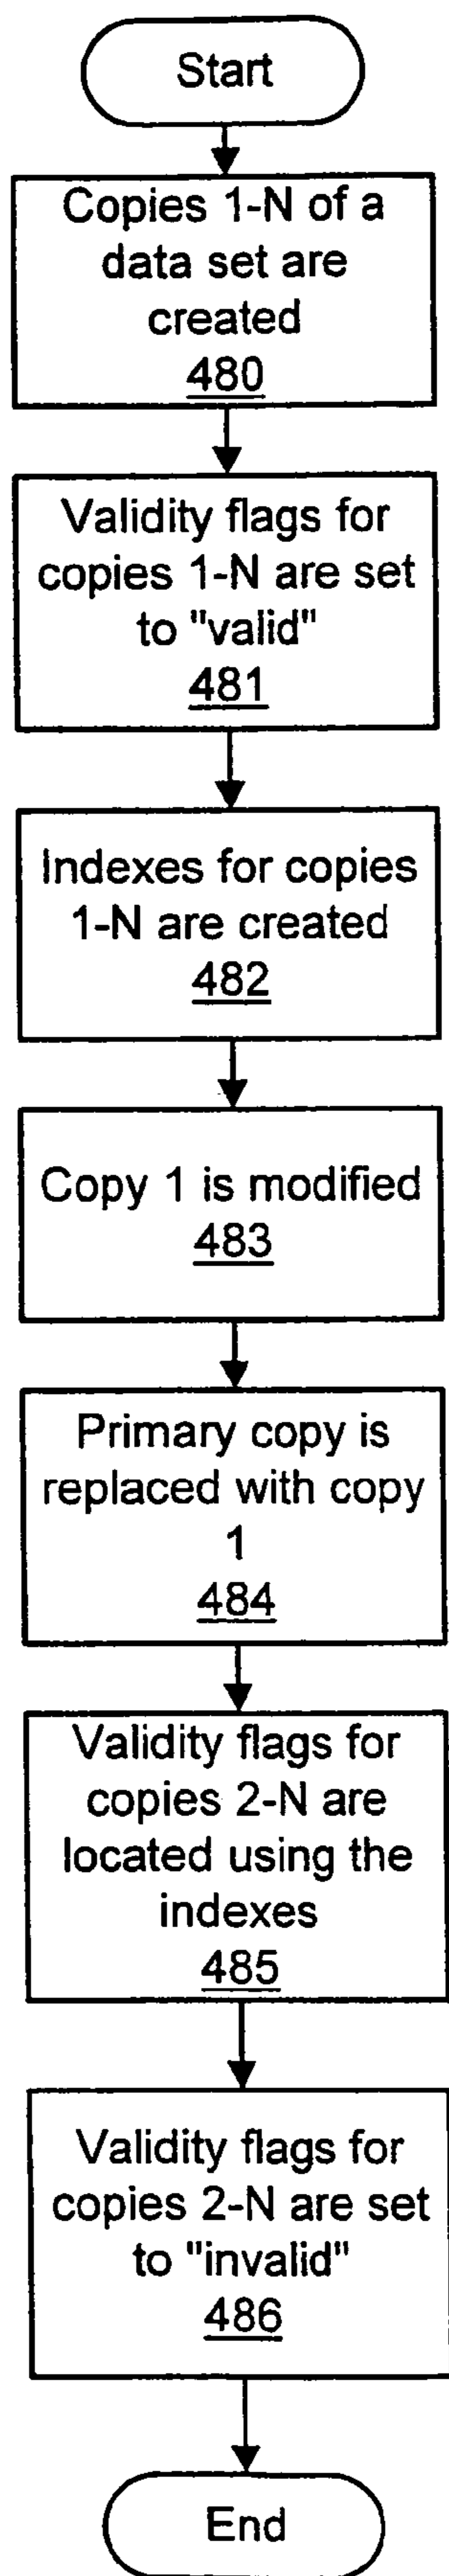 Start
Copies 1-N of a
data set are
created
480
Validity flags for
copies 1-N are set
to "valid"
481
Indexes for copies
1-N are created
482
Copy 1 is modified
483
Primary copy is
replaced with copy
1
484
Validity flags for
copies 2-N are
located using the
indexes
485
Validity flags for
copies 2-N are set
to "invalid"
486
End